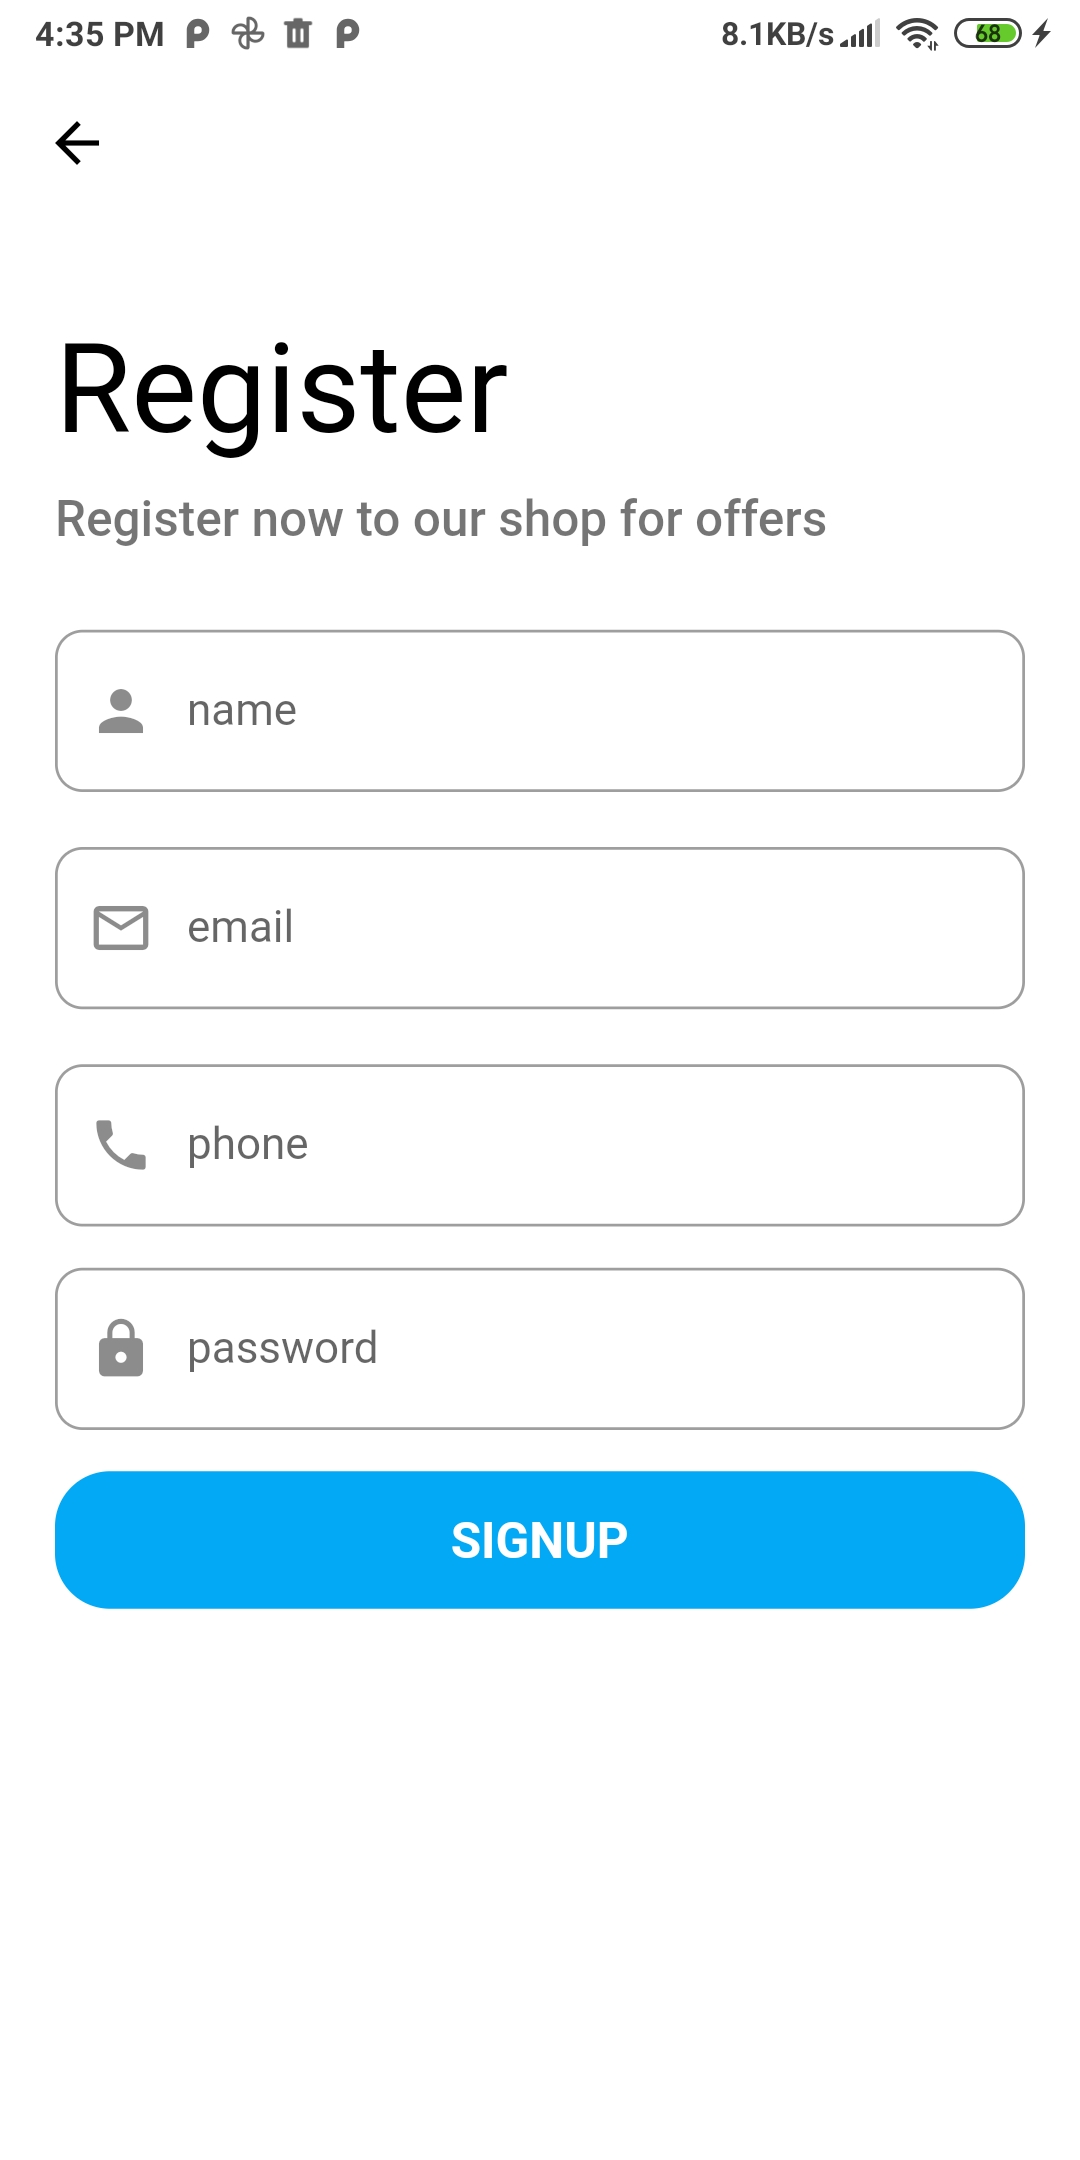 4:35 PM 8.1KB/s 68
Register
Register now to our shop for offers
name
email
phone
password
SIGNUP